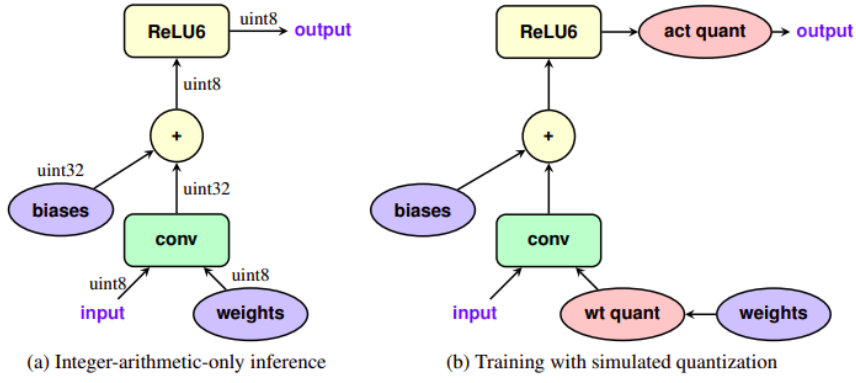 ReLU6
uint8
output
uint8
+
uint32
biases
uint32
conv
uint8
uint8
input
weights
(a) Integer-arithmetic-only inference
ReLU6
act quant
output
+
biases
conv
input
wt quant
weights
(b) Training with simulated quantization